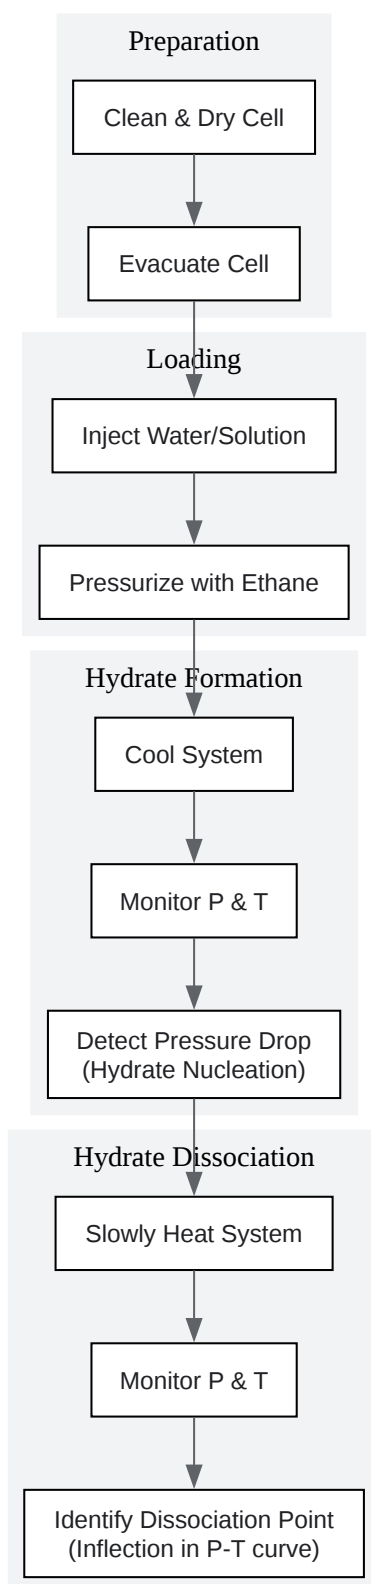 Preparation
Clean & Dry Cell
Evacuate Cell
Loading
Inject Water/Solution
Pressurize with Ethane
Hydrate Formation
Cool System
Monitor P & T
Detect Pressure Drop
(Hydrate Nucleation)
Hydrate Dissociation
Slowly Heat System
Monitor P & T
Identify Dissociation Point
(Inflection in P-T curve)